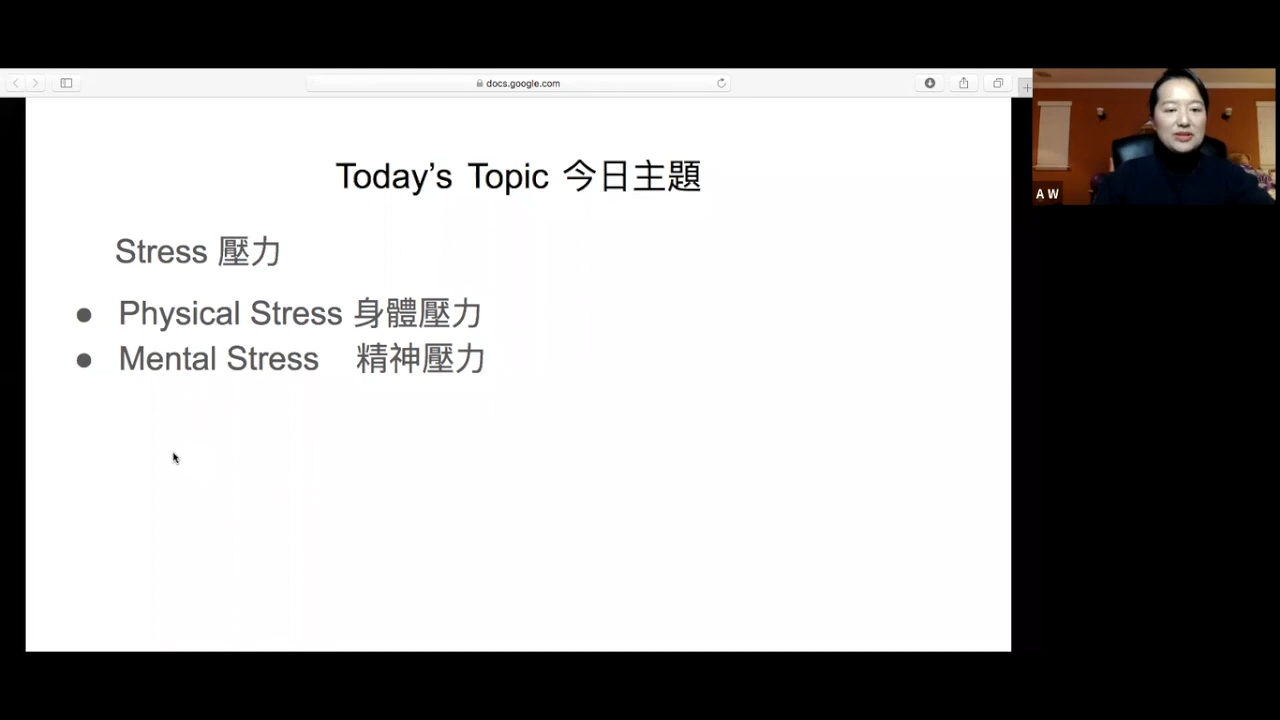 docs.google.com
Today's Topic 今日主題
Stress 壓力
● Physical Stress 身體壓力
● Mental Stress 精神壓力
A W